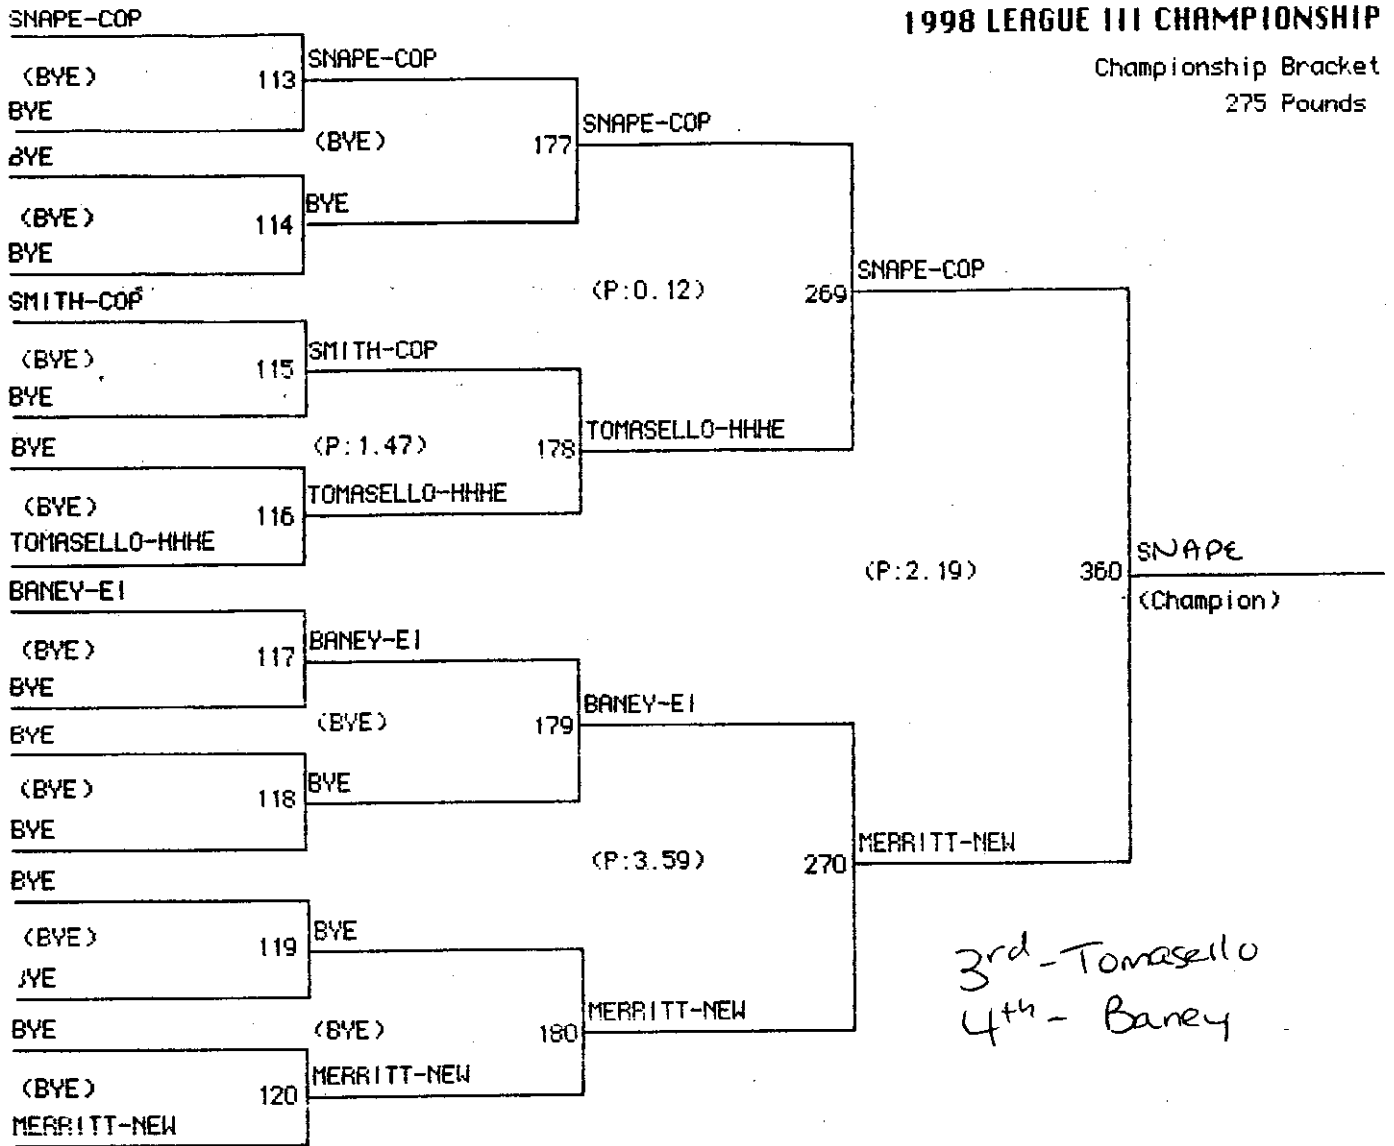 1998 LEAGUE III CHAMPIONSHIP
Championship Bracket
275 Pounds
SNAPE-COP
(BYE)
113
BYE
BYE
(BYE)
114
BYE
SMITH-COP
(BYE)
115
BYE
BYE
(BYE)
116
TOMASELLO-HHHE
BANEY-EI
(BYE)
117
BYE
BYE
(BYE)
118
BYE
BYE
(BYE)
119
BYE
BYE
(BYE)
120
MERRITT-NEW
SNAPE-COP
(BYE)
177
BYE
SMITH-COP
(P:1.47)
178
TOMASELLO-HHHE
BANEY-EI
(BYE)
179
BYE
BYE
(BYE)
180
MERRITT-NEW
SNAPE-COP
(P:0.12)
269
TOMASELLO-HHHE
BANEY-EI
(P:3.59)
270
MERRITT-NEW
SNAPE-COP
(P:2.19)
360
MERRITT-NEW
SNAPE
(Champion)
3rd - Tomasello
4th - Baney